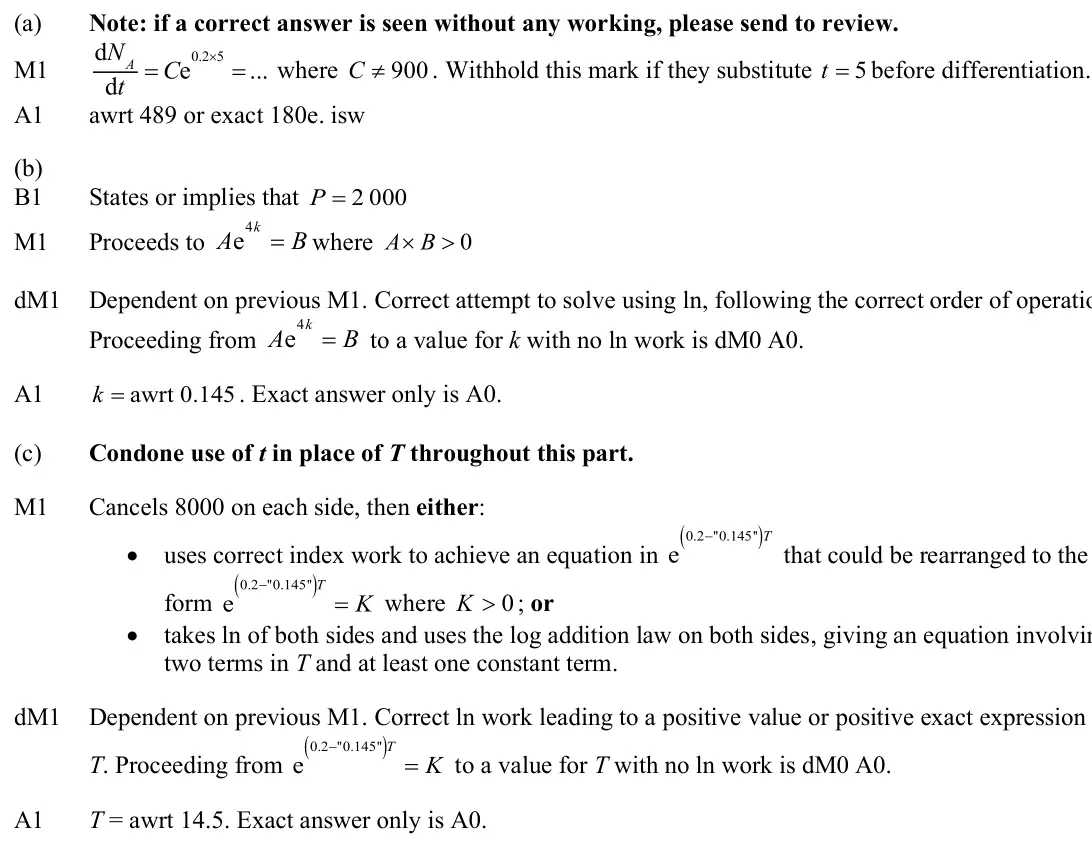 (a) Note: if a correct answer is seen without any working, please send to review.
M1 dN_A/dt = Ce^{0.2×5} = ... where C ≠ 900. Withhold this mark if they substitute t = 5 before differentiation.
A1 awrt 489 or exact 180e. isw
(b)
B1 States or implies that P = 2 000
M1 Proceeds to Ae^{4k} = B where A × B > 0
dM1 Dependent on previous M1. Correct attempt to solve using ln, following the correct order of
Proceeding from Ae^{4k} = B to a value for k with no ln work is dM0 A0.
A1 k = awrt 0.145. Exact answer only is A0.
(c) Condone use of t in place of T throughout this part.
M1 Cancels 8000 on each side, then either:
• uses correct index work to achieve an equation in e^{(0.2−"0.145")T} that could be rearranged to the
form e^{(0.2−"0.145")T} = K where K > 0; or
• takes ln of both sides and uses the log addition law on both sides, giving an equation
two terms in T and at least one constant term.
dM1 Dependent on previous M1. Correct ln work leading to a positive value or positive exact expression
T. Proceeding from e^{(0.2−"0.145")T} = K to a value for T with no ln work is dM0 A0.
A1 T = awrt 14.5. Exact answer only is A0.